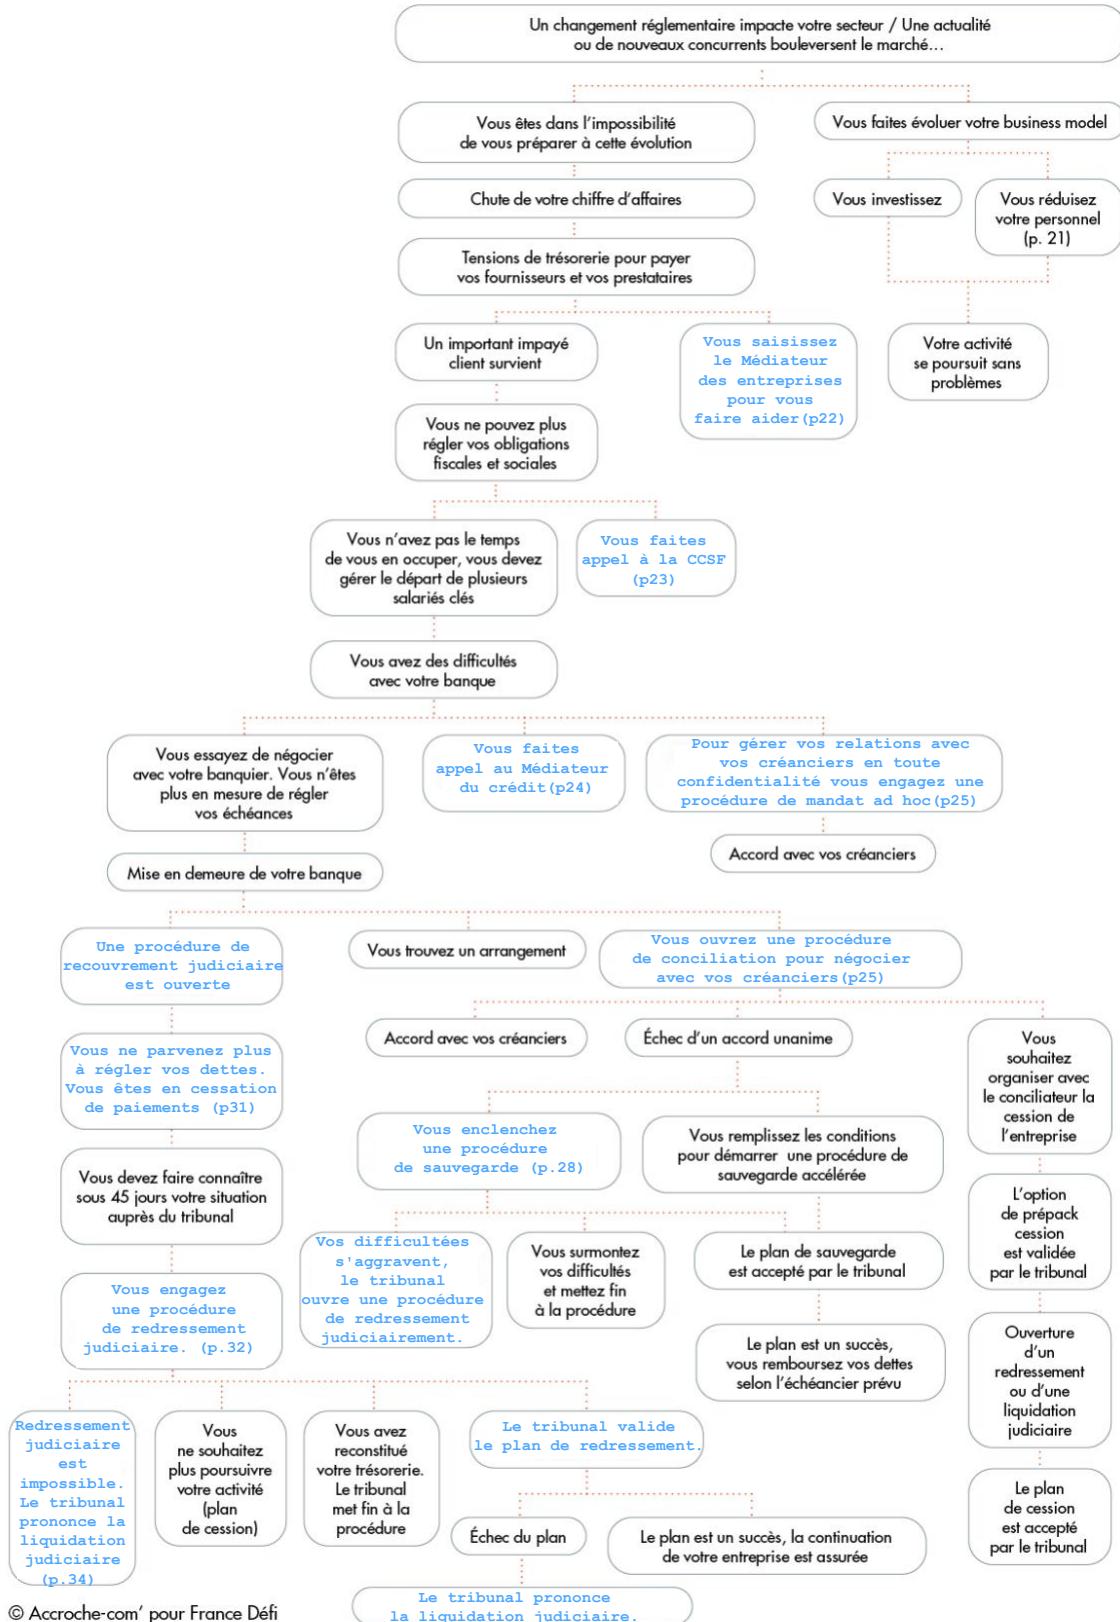 Un changement réglementaire impacte votre secteur / Une actualité
ou de nouveaux concurrents bouleversent le marché...
Vous êtes dans l'impossibilité
de vous préparer à cette évolution
Vous faites évoluer votre business model
Chute de votre chiffre d'affaires
Vous investissez
Vous réduisez
votre personnel
(p. 21)
Tensions de trésorerie pour payer
vos fournisseurs et vos prestataires
Un important impayé
client survient
Vous saisissez
le Médiateur
des entreprises
pour vous
faire aider(p22)
Votre activité
se poursuit sans
problèmes
Vous ne pouvez plus
régler vos obligations
fiscales et sociales
Vous n'avez pas le temps
de vous en occuper, vous devez
gérer le départ de plusieurs
salariés clés
Vous faites
appel à la CCSF
(p23)
Vous avez des difficultés
avec votre banque
Vous essayez de négocier
avec votre banquier. Vous n'êtes
plus en mesure de régler
vos échéances
Vous faites
appel au Médiateur
du crédit(p24)
Pour gérer vos relations avec
vos créanciers en toute
confidentialité vous engagez une
procédure de mandat ad hoc(p25)
Accord avec vos créanciers
Mise en demeure de votre banque
Une procédure de
recouvrement judiciaire
est ouverte
Vous trouvez un arrangement
Vous ouvrez une procédure
de conciliation pour négocier
avec vos créanciers(p25)
Vous ne parvenez plus
à régler vos dettes.
Vous êtes en cessation
de paiements (p31)
Accord avec vos créanciers
Échec d'un accord unanime
Vous
souhaitez
organiser avec
le conciliateur la
cession de
l'entreprise
Vous enclenchez
une procédure
de sauvegarde (p.28)
Vous remplissez les conditions
pour démarrer une procédure de
sauvegarde accélérée
Vous devez faire connaître
sous 45 jours votre situation
auprès du tribunal
L'option
de prépack
cession
est validée
par le tribunal
Vos difficultées
s'aggravent,
le tribunal
ouvre une procédure
de redressement
judiciairement.
Vous surmontez
vos difficultés
et mettez fin
à la procédure
Le plan de sauvegarde
est accepté par le tribunal
Vous engagez
une procédure
de redressement
judiciaire. (p.32)
Le plan est un succès,
vous remboursez vos dettes
selon l'échéancier prévu
Ouverture
d'un
redressement
ou d'une
liquidation
judiciaire
Redressement
judiciaire
est
impossible.
Le tribunal
prononce la
liquidation
judiciaire
(p.34)
Vous
ne souhaitez
plus poursuivre
votre activité
(plan
de cession)
Vous avez
reconstitué
votre trésorerie.
Le tribunal
met fin à la
procédure
Le tribunal valide
le plan de redressement.
Le plan
de cession
est accepté
par le tribunal
Échec du plan
Le plan est un succès, la continuation
de votre entreprise est assurée
Le tribunal prononce
la liquidation judiciaire.
© Accroche-com' pour France Défi